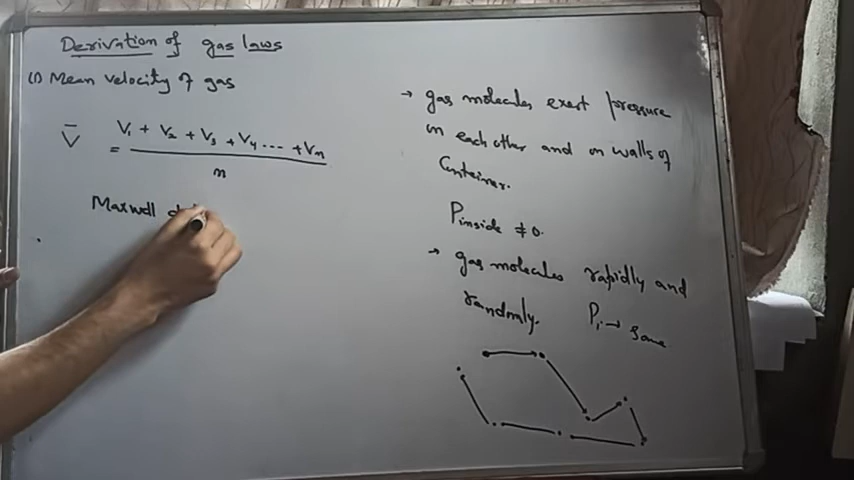 Derivation of gas laws
(1) Mean velocity of gas
V̄ = V₁ + V₂ + V₃ + V₄ ... + Vₙ
n
Maxwell
→ gas molecules exert pressure
on each other and on walls of
Container.
Pinside ≠ 0.
→ gas molecules rapidly and
randomly. P₁ → same